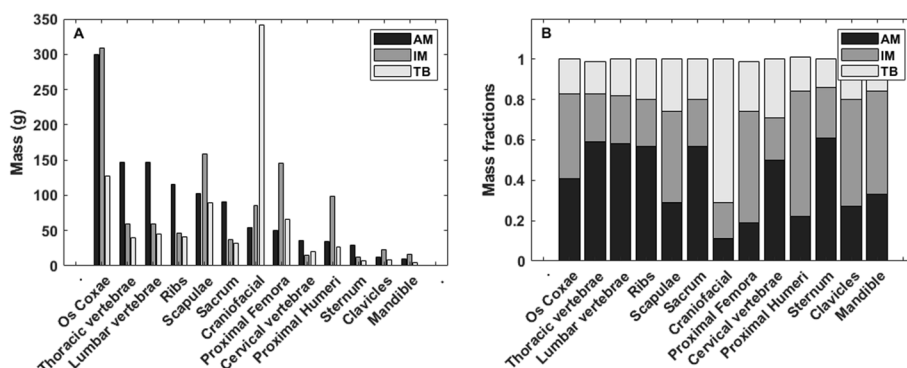 A
AM
IM
TB
350
300
250
200
150
100
50
0
Mass (g)
Os Coxae
Thoracic vertebrae
Lumbar vertebrae
Ribs
Scapulae
Sacrum
Craniofacial
Proximal Femora
Cervical vertebrae
Proximal Humeri
Sternum
Clavicles
Mandible
B
AM
IM
TB
1
0.8
0.6
0.4
0.2
0
Mass fractions
Os Coxae
Thoracic vertebrae
Lumbar vertebrae
Ribs
Scapulae
Sacrum
Craniofacial
Proximal Femora
Cervical vertebrae
Proximal Humeri
Sternum
Clavicles
Mandible